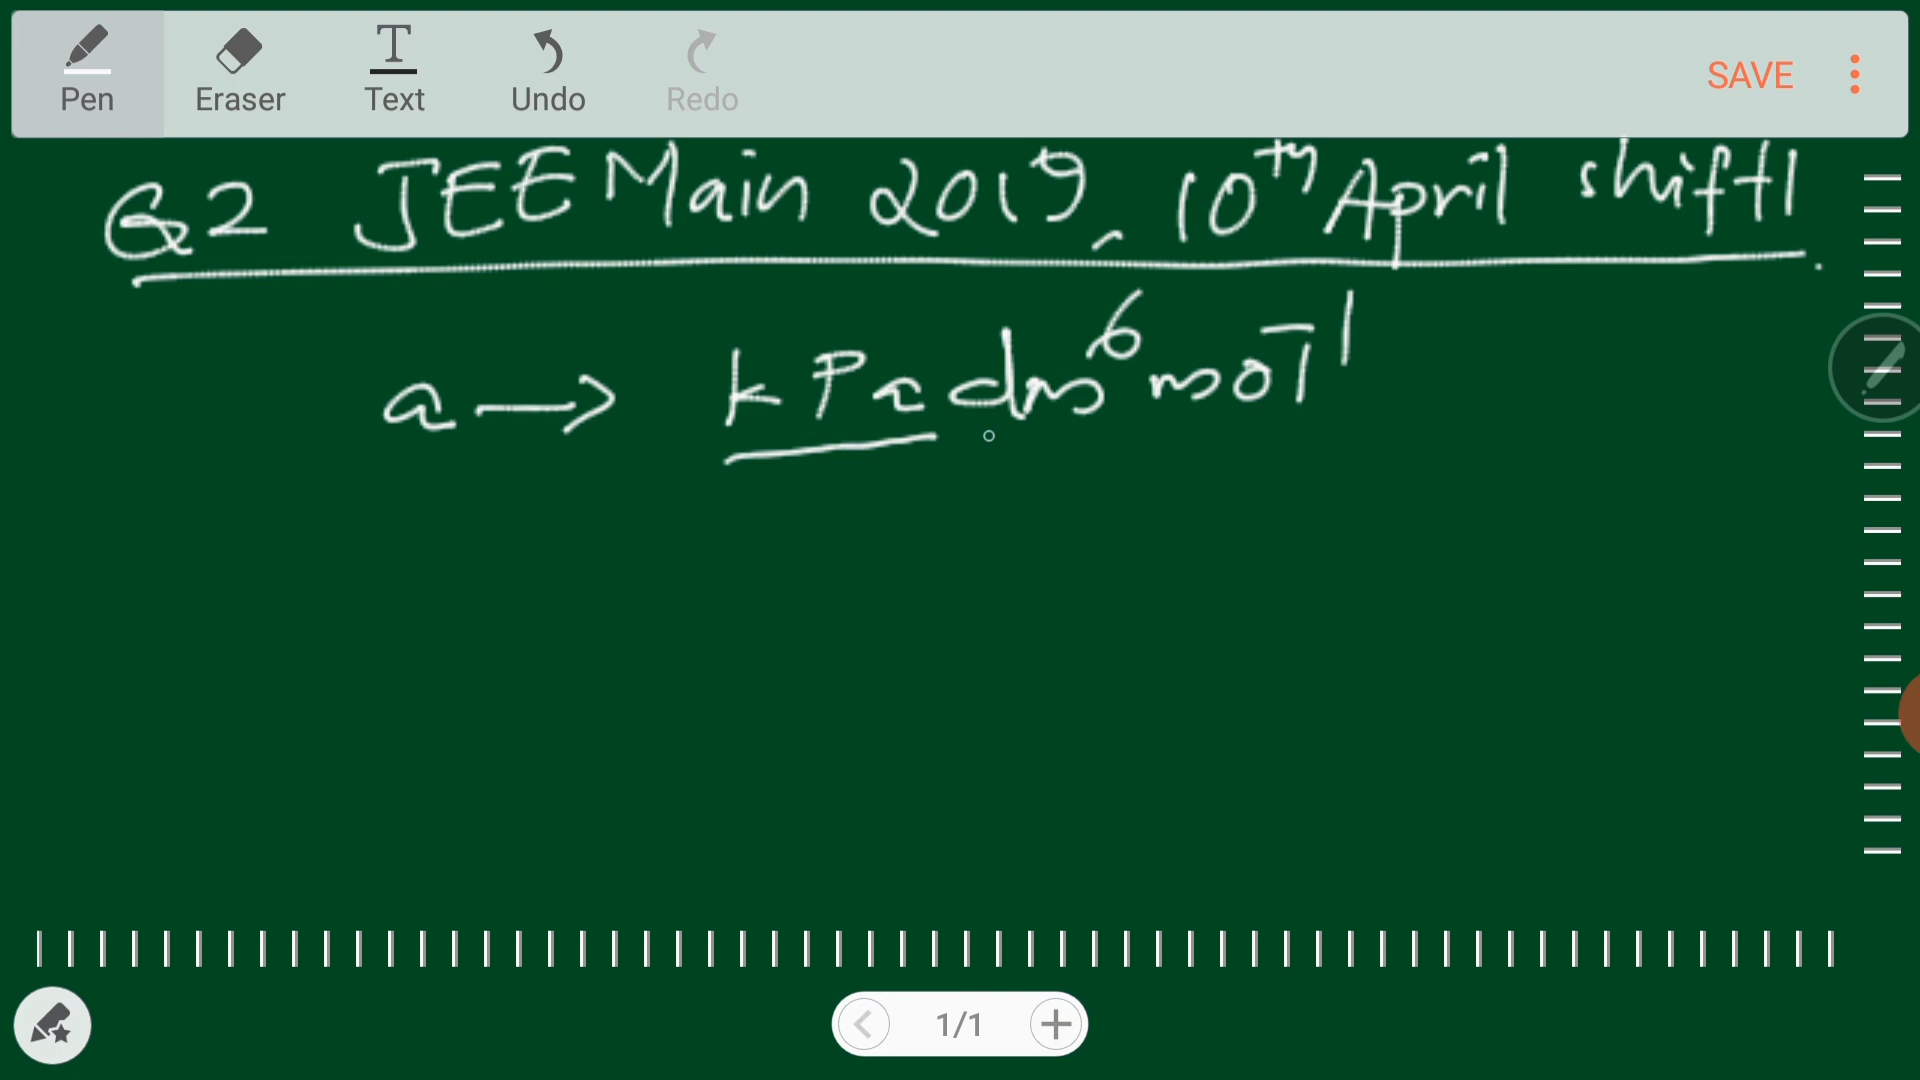 Pen Eraser Text Undo Redo SAVE
Q2 JEE Main 2019, 10th April shift1.
a → kPa dm⁶ mol⁻¹
1/1